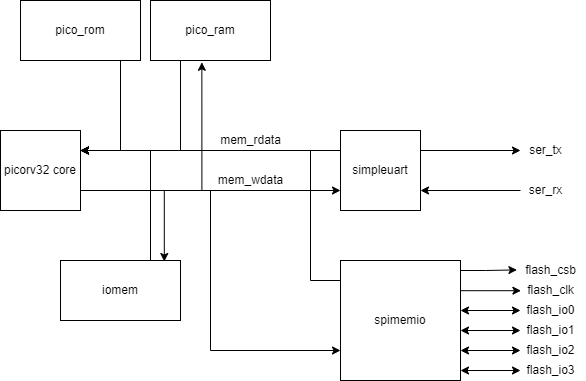 pico_rom
pico_ram
mem_rdata
picorv32 core
simpleuart
ser_tx
mem_wdata
ser_rx
iomem
spimemio
flash_csb
flash_clk
flash_io0
flash_io1
flash_io2
flash_io3